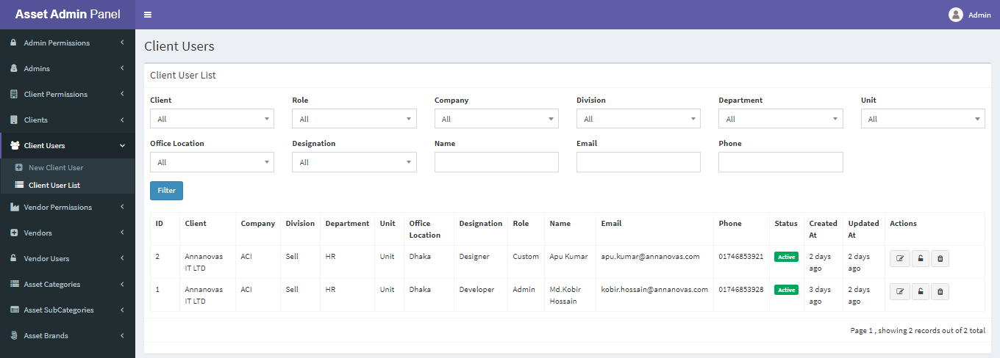 Asset Admin Panel
Admin
Admin Permissions
Admins
Client Permissions
Clients
Client Users
New Client User
Client User List
Vendor Permissions
Vendors
Vendor Users
Asset Categories
Asset SubCategories
Asset Brands
Client Users
Client User List
Client Role Company Division Department Unit
All All All All All All
Office Location Designation Name Email Phone
All All
Filter
ID Client Company Division Department Unit Office Designation Role Name Email Phone Status Created Updated Actions
Location At At
2 Annanovas ACI Sell HR Unit Dhaka Designer Custom Apu Kumar apu.kumar@annanovas.com 01746853921 Active 2 days 2 days
IT LTD ago ago
1 Annanovas ACI Sell HR Unit Dhaka Developer Admin Md.Kobir kobir.hossain@annanovas.com 01746853928 Active 3 days 2 days
IT LTD Hossain ago ago
Page 1 , showing 2 records out of 2 total